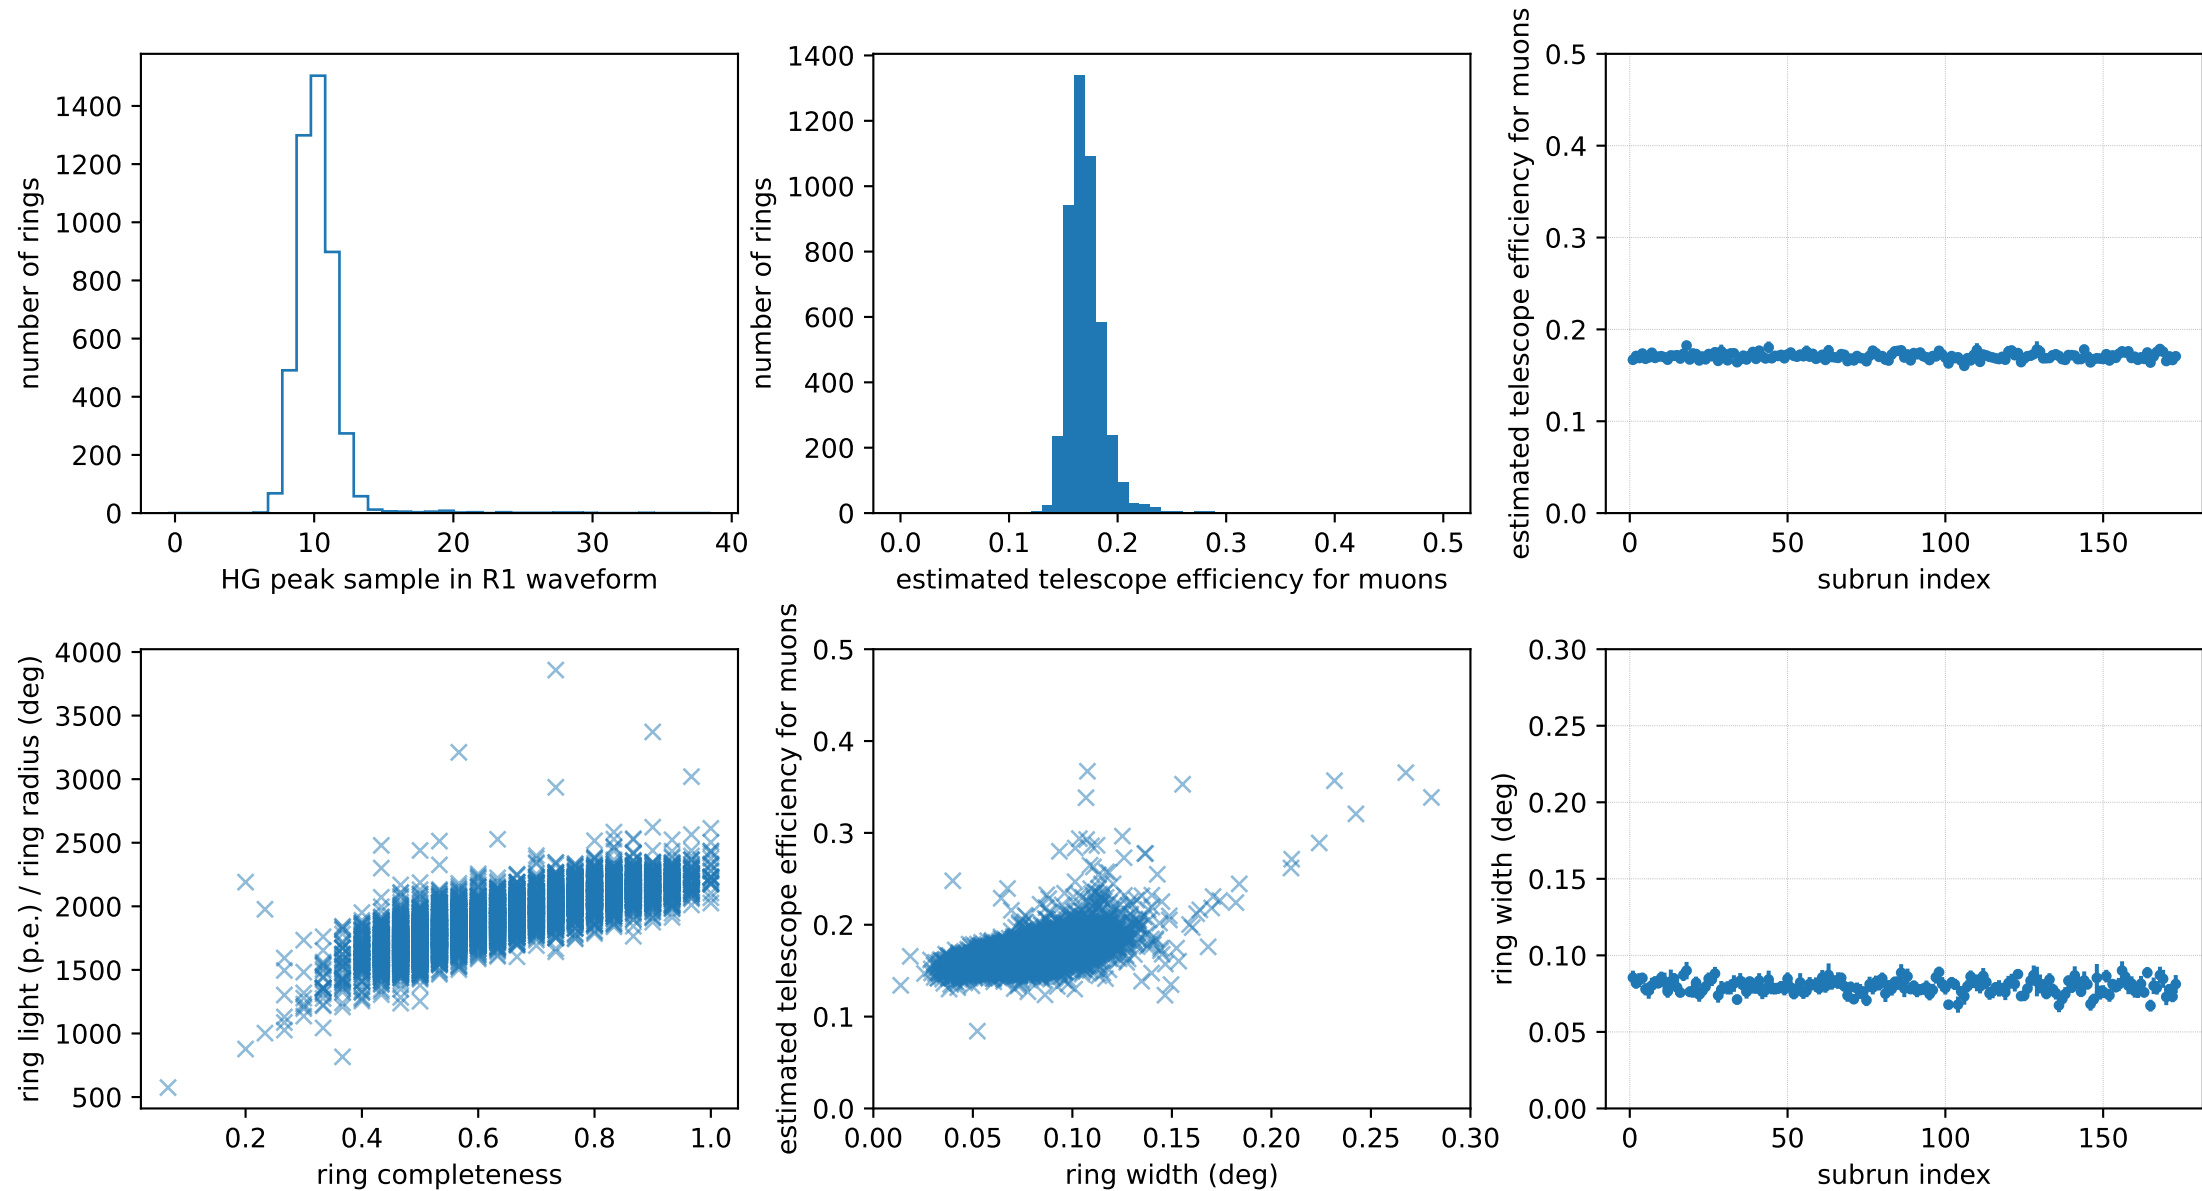 1400
1200
1000
800
600
400
200
0
number of rings
0 10 20 30 40
HG peak sample in R1 waveform
1400
1200
1000
800
600
400
200
0
number of rings
0.0 0.1 0.2 0.3 0.4 0.5
estimated telescope efficiency for muons
0.5
0.4
0.3
0.2
0.1
0.0
estimated telescope efficiency for muons
0 50 100 150
subrun index
4000
3500
3000
2500
2000
1500
1000
500
ring light (p.e.) / ring radius (deg)
0.2 0.4 0.6 0.8 1.0
ring completeness
0.5
0.4
0.3
0.2
0.1
0.0
estimated telescope efficiency for muons
0.00 0.05 0.10 0.15 0.20 0.25 0.30
ring width (deg)
0.30
0.25
0.20
0.15
0.10
0.05
0.00
ring width (deg)
0 50 100 150
subrun index